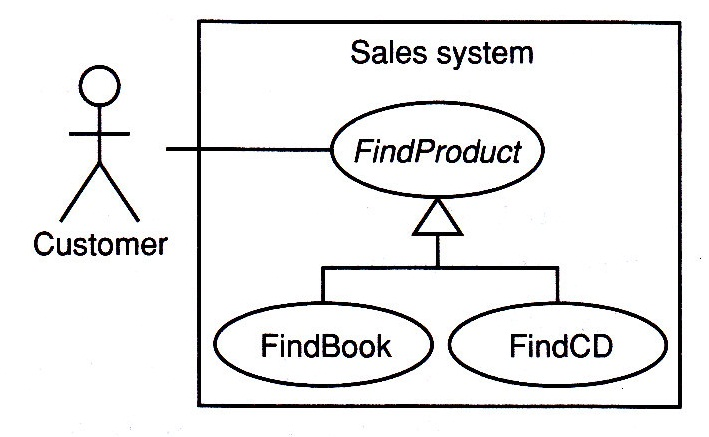 Sales system
FindProduct
Customer
FindBook
FindCD